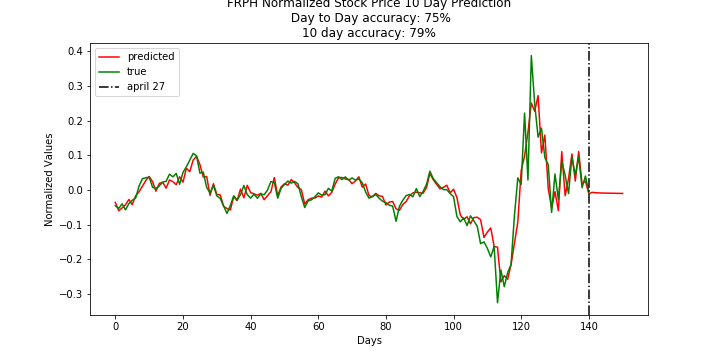 FRPH Normalized Stock Price 10 Day Prediction
Day to Day accuracy: 75%
10 day accuracy: 79%
predicted
true
april 27
Normalized Values
0.4
0.3
0.2
0.1
0.0
−0.1
−0.2
−0.3
0
20
40
60
80
100
120
140
Days